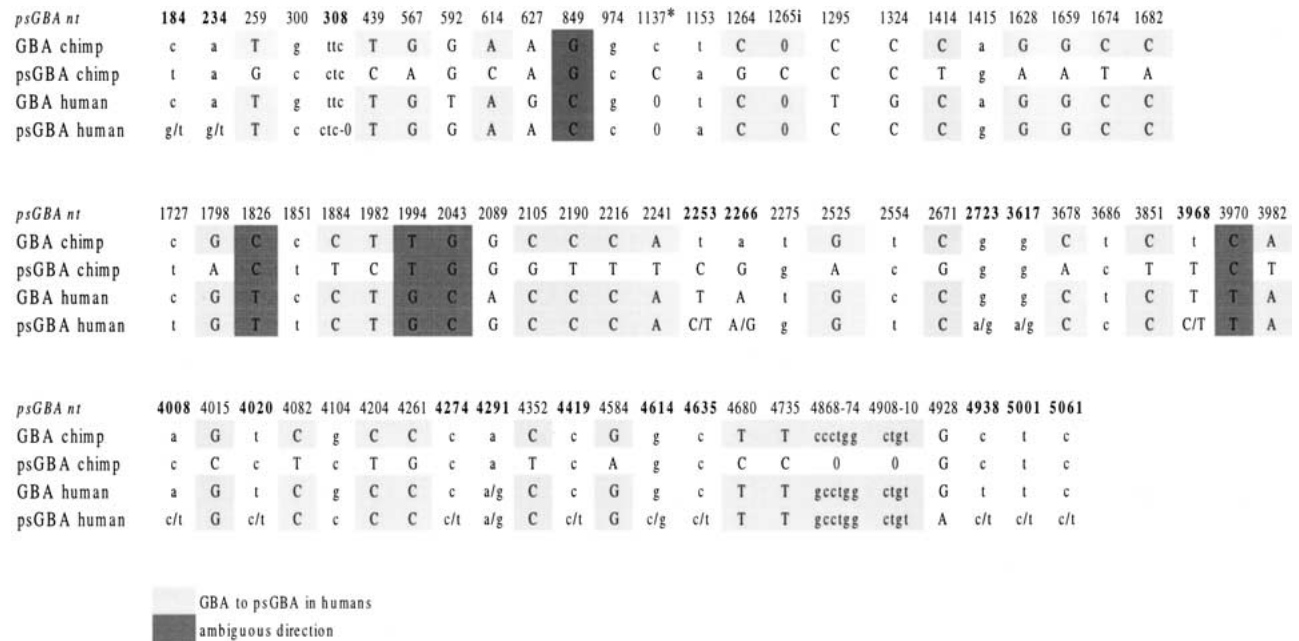 psGBA nt 184 234 259 300 308 439 567 592 614 627 849 974 1137* 1153 1264 1265i 1295 1324 1414 1415 1628 1659 1674 1682
GBA chimp c a T g ttc T G G A A G g c t C 0 C C C a G G C C
psGBA chimp t a G c ctc C A G C A G c C a G C C C T g A A T A
GBA human c a T g ttc T G T A G C g 0 t C 0 T G C a G G C C
psGBA human g/t g/t T c ctc-0 T G G A A C c 0 a C 0 C C C g G G C C
psGBA nt 1727 1798 1826 1851 1884 1982 1994 2043 2089 2105 2190 2216 2241 2253 2266 2275 2525 2554 2671 2723 3617 3678 3686 3851 3968 3970 3982
GBA chimp c G C c C T T G G C C C A t a t G t C g g C t C t C A
psGBA chimp t A C t T C T G G G T T T C G g A c G g g A c T T C T
GBA human c G T c C T G C A C C C A T A t G c C g g C t C T T A
psGBA human t G T t C T G C G C C C A C/T A/G g G t C a/g a/g C c C C/T T A
psGBA nt 4008 4015 4020 4082 4104 4204 4261 4274 4291 4352 4419 4584 4614 4635 4680 4735 4868-74 4908-10 4928 4938 5001 5061
GBA chimp a G t C g C C c a C c G g c T T ccctgg ctgt G c t c
psGBA chimp c C c T c T G c a T c A g c C C 0 0 G c t c
GBA human a G t C g C C c a/g C c G g c T T gcctgg ctgt G t t c
psGBA human c/t G c/t C c C C c/t a/g C c/t G c/g c/t T T gcctgg ctgt A c/t c/t c/t
GBA to psGBA in humans
ambiguous direction